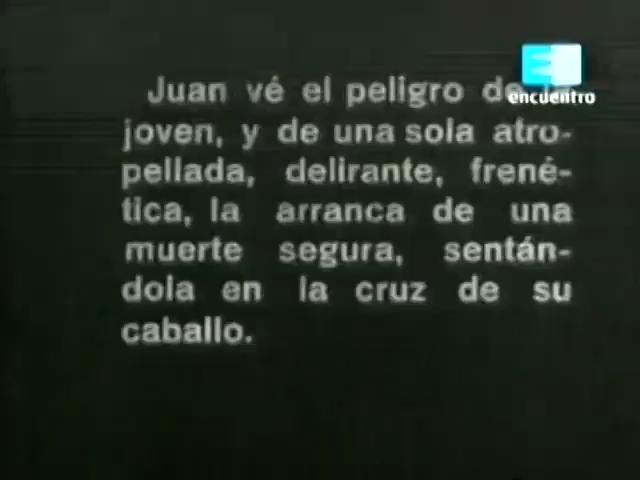 Juan vé el peligro de
joven, y de una sola atro-
pellada, delirante, frené-
tica, la arranca de una
muerte segura, sentán-
dola en la cruz de su
caballo.
encuentro